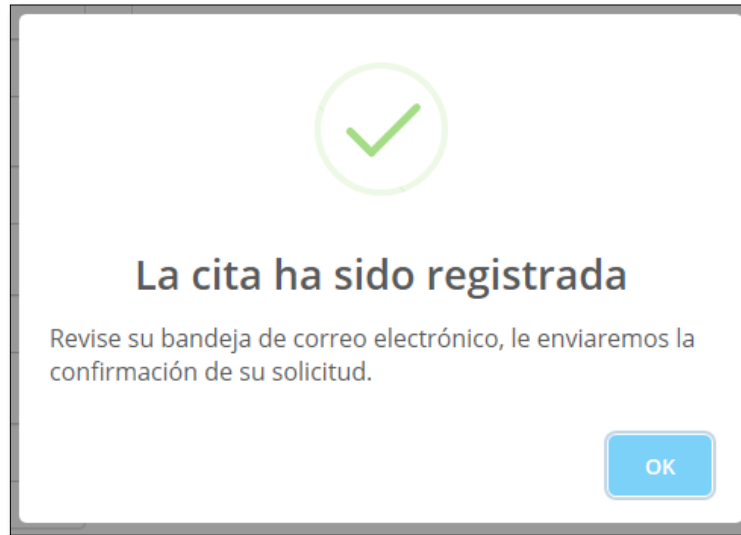 La cita ha sido registrada
Revise su bandeja de correo electrónico, le enviaremos la
confirmación de su solicitud.
OK